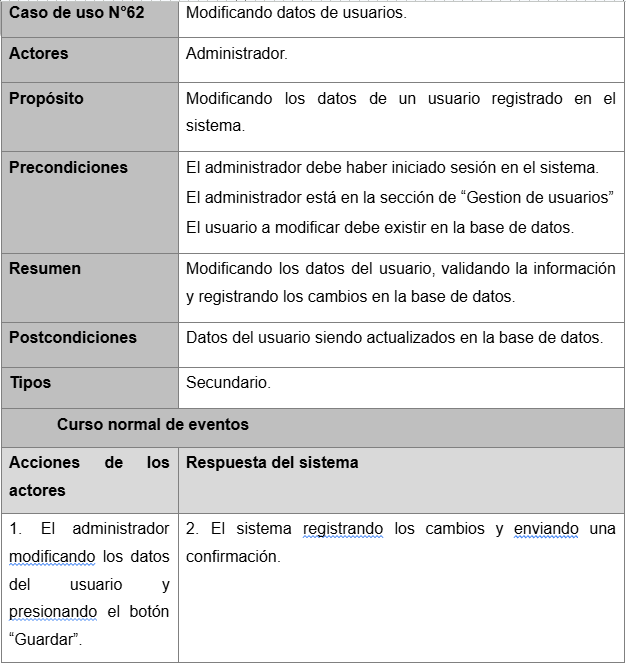 Caso de uso N°62 Modificando datos de usuarios.
Actores Administrador.
Propósito Modificando los datos de un usuario registrado en el
sistema.
Precondiciones El administrador debe haber iniciado sesión en el sistema.
El administrador está en la sección de “Gestion de usuarios”
El usuario a modificar debe existir en la base de datos.
Resumen Modificando los datos del usuario, validando la información
y registrando los cambios en la base de datos.
Postcondiciones Datos del usuario siendo actualizados en la base de datos.
Tipos Secundario.
Curso normal de eventos
Acciones de los
actores
Respuesta del sistema
1. El administrador
modificando los datos
del usuario y
presionando el botón
“Guardar”.
2. El sistema registrando los cambios y enviando una
confirmación.